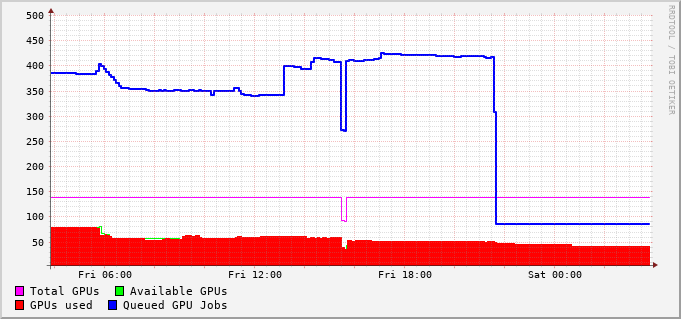 500
450
400
350
300
250
200
150
100
50
Fri 06:00 Fri 12:00 Fri 18:00 Sat 00:00
Total GPUs Available GPUs
GPUs used Queued GPU Jobs
RRDTOOL / TOBI OETIKER